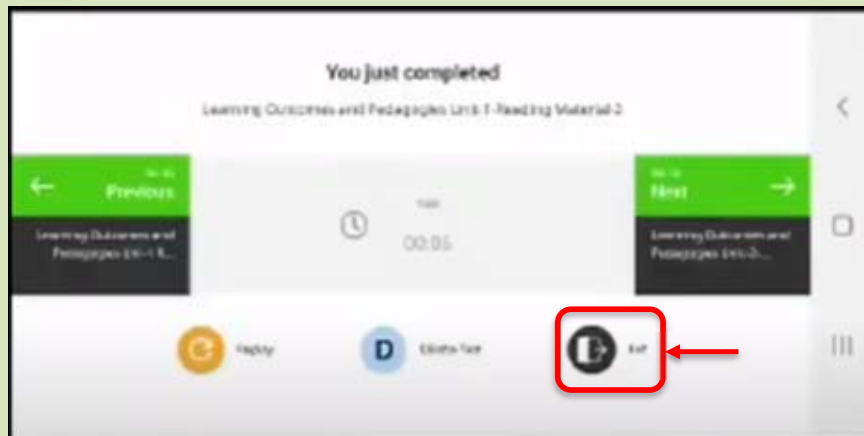 You just completed
Learning Outcomes and Pedagogies Unit-1-Reading Material-2
Previous
Learning Outcomes and
Pedagogies Unit-1 R...
Next
Learning Outcomes and
Pedagogies Unit-2-...
00:05
Replay
D
Exit